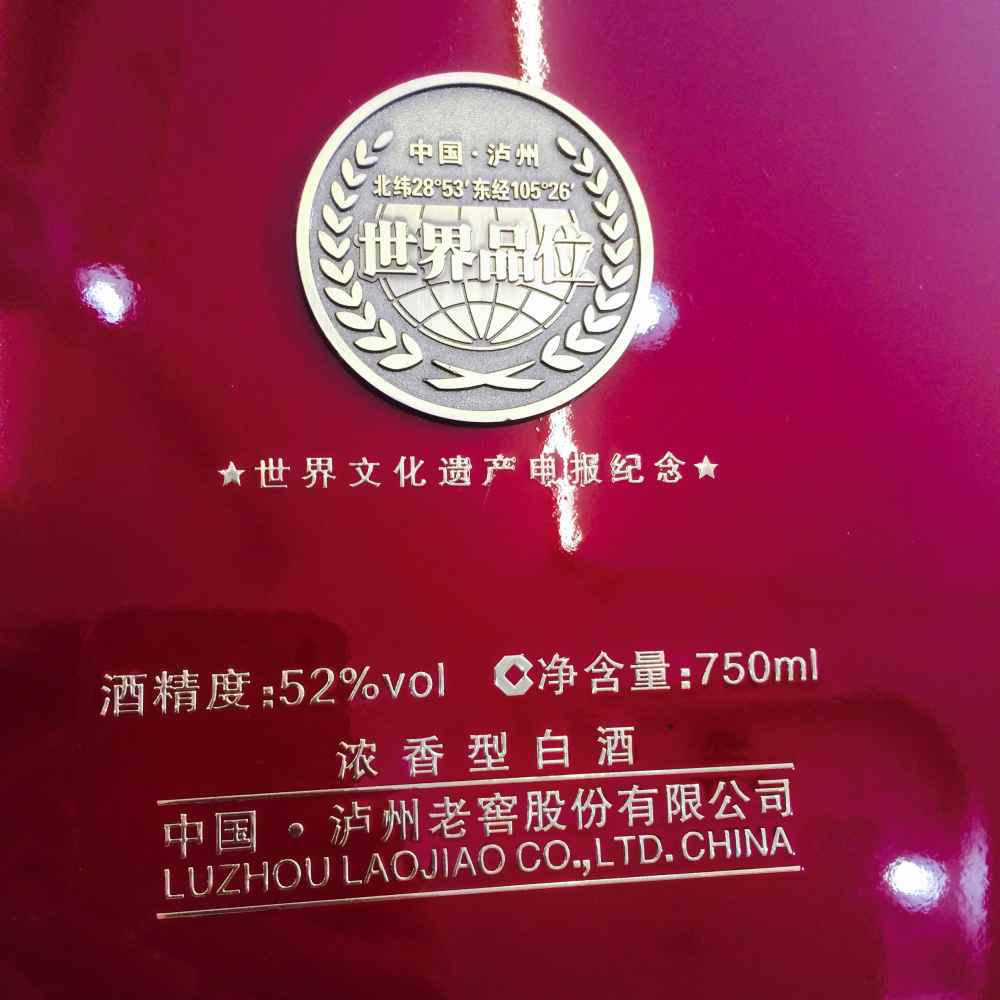 中国·泸州
北纬28°53′东经105°26′
世界品位
★世界文化遗产申报纪念★
酒精度:52%vol 净含量:750ml
浓香型白酒
中国·泸州老窖股份有限公司
LUZHOU LAOJIAO CO.,LTD. CHINA